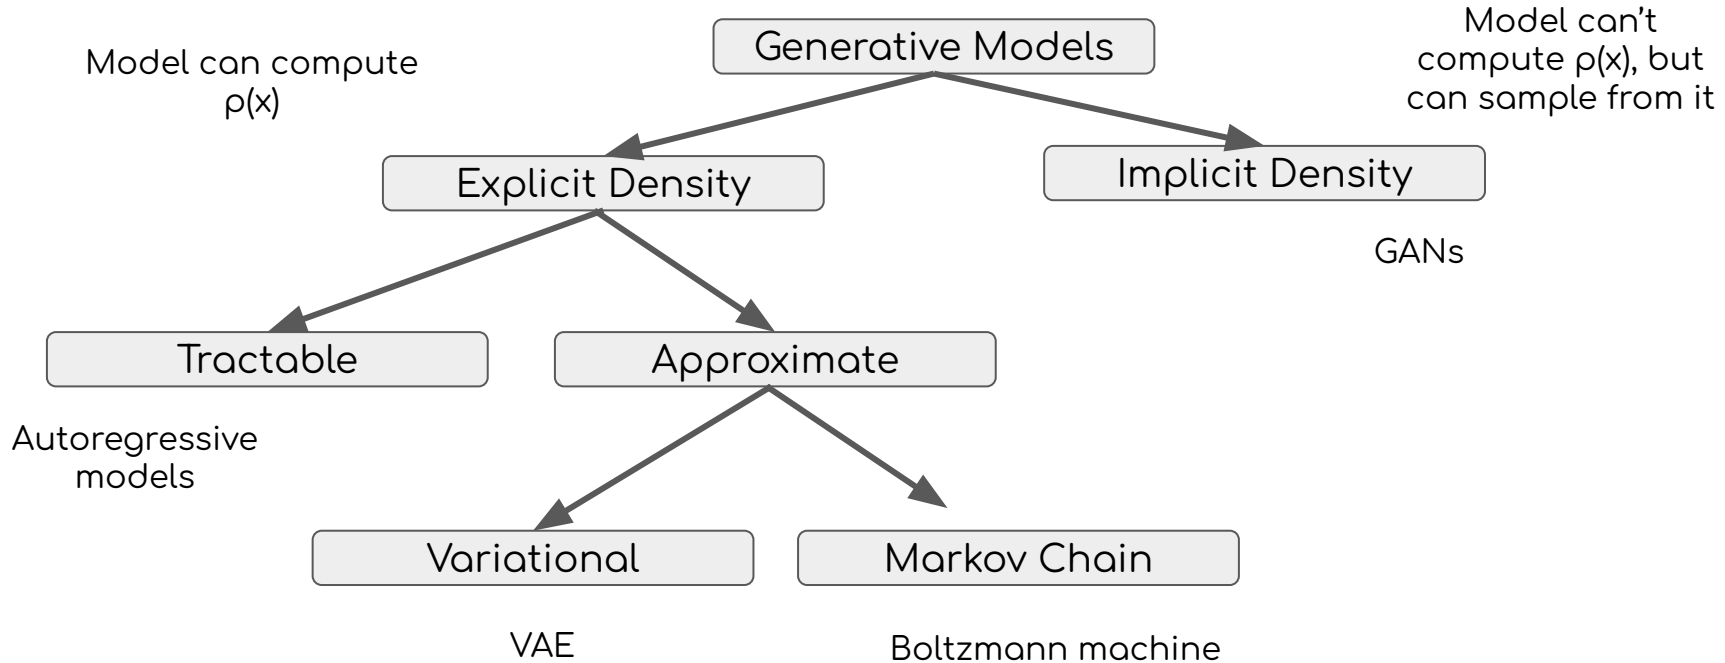 Generative Models
Model can compute
p(x)
Model can't
compute p(x), but
can sample from it
Explicit Density
Implicit Density
GANs
Tractable
Approximate
Autoregressive
models
Variational
Markov Chain
VAE
Boltzmann machine